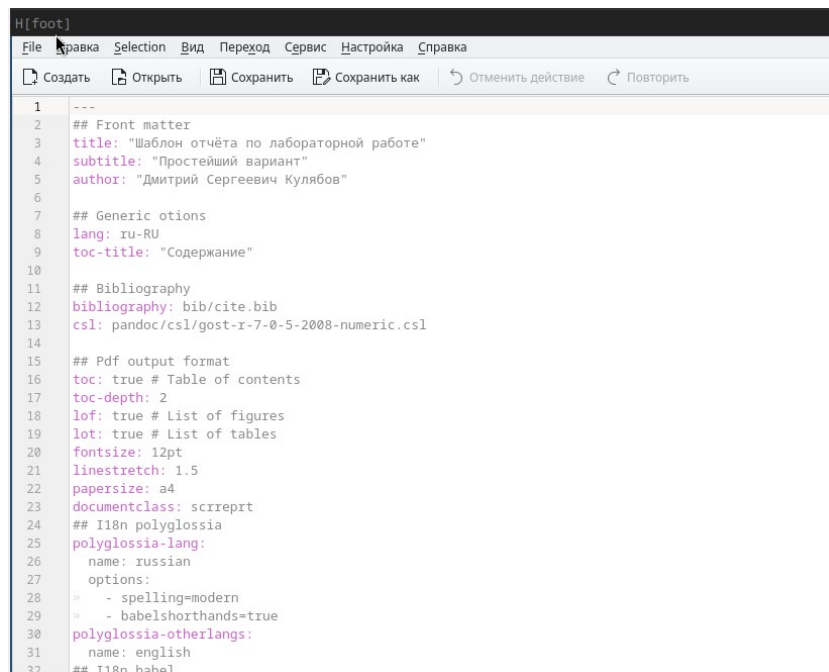 H[foot]
File Правка Selection Вид Переход Сервис Настройка Справка
Создать Открыть Сохранить Сохранить как Отменить действие Повторить
1 ---
2 ## Front matter
3 title: "Шаблон отчёта по лабораторной работе"
4 subtitle: "Простейший вариант"
5 author: "Дмитрий Сергеевич Кулябов"
6
7 ## Generic otions
8 lang: ru-RU
9 toc-title: "Содержание"
10
11 ## Bibliography
12 bibliography: bib/cite.bib
13 csl: pandoc/csl/gost-r-7-0-5-2008-numeric.csl
14
15 ## Pdf output format
16 toc: true # Table of contents
17 toc-depth: 2
18 lof: true # List of figures
19 lot: true # List of tables
20 fontsize: 12pt
21 linestretch: 1.5
22 papersize: a4
23 documentclass: scrreprt
24 ## I18n polyglossia
25 polyglossia-lang:
26 name: russian
27 options:
28 » - spelling=modern
29 » - babelshorthands=true
30 polyglossia-otherlangs:
31 name: english
32 ## I18n babel